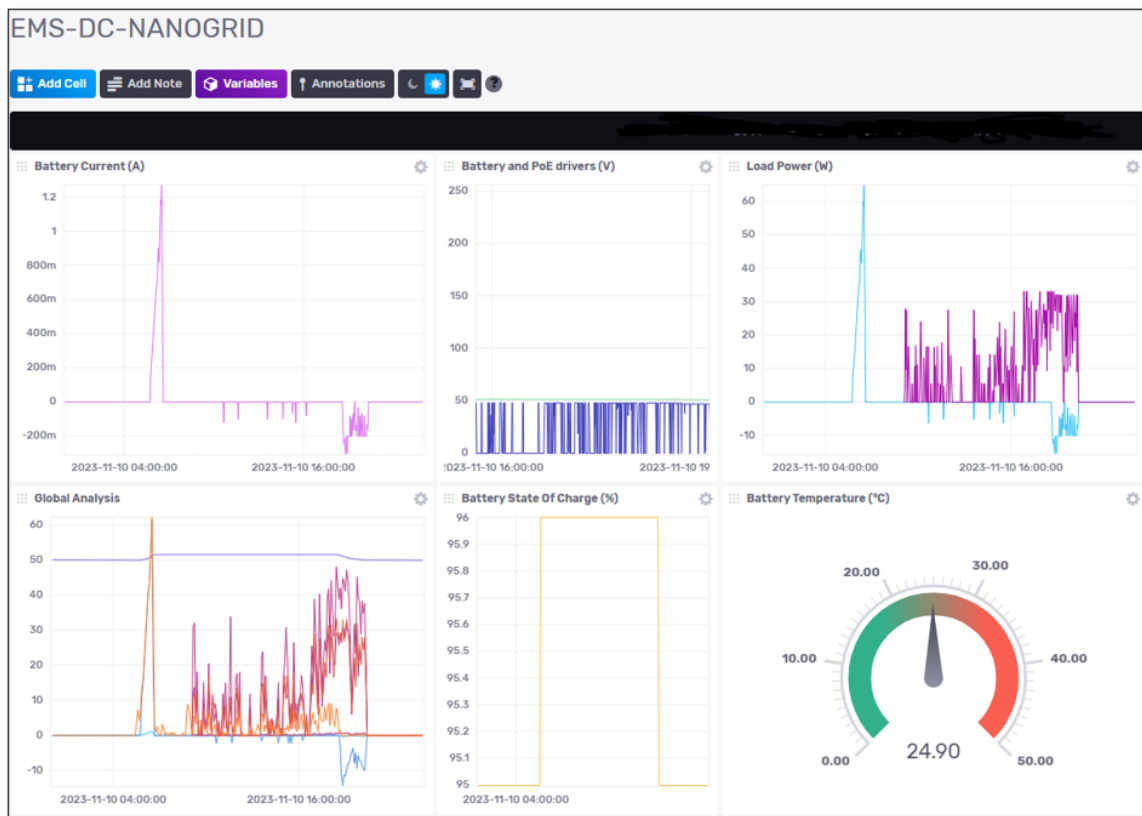 EMS-DC-NANOGRID
Add Cell Add Note Variables Annotations ?
Battery Current (A)
1.2
1
800m
600m
400m
200m
0
-200m
2023-11-10 04:00:00 2023-11-10 16:00:00
Battery and PoE drivers (V)
250
200
150
100
50
0
2023-11-10 16:00:00 2023-11-10 19
Load Power (W)
60
50
40
30
20
10
0
-10
2023-11-10 04:00:00 2023-11-10 16:00:00
Global Analysis
60
50
40
30
20
10
0
-10
2023-11-10 04:00:00 2023-11-10 16:00:00
Battery State Of Charge (%)
96
95.9
95.8
95.7
95.6
95.5
95.4
95.3
95.2
95.1
95
2023-11-10 04:00:00
Battery Temperature (°C)
20.00 30.00
10.00 40.00
0.00 24.90 50.00